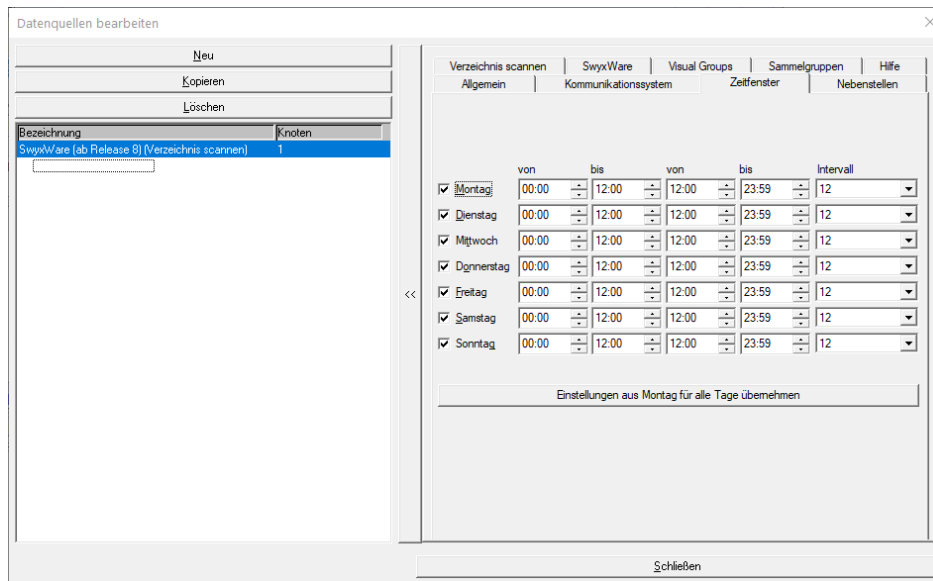 Datenquellen bearbeiten
Neu
Kopieren
Löschen
Bezeichnung Knoten
SwyxWare (ab Release 8) (Verzeichnis scannen) 1
<<
Verzeichnis scannen SwyxWare Visual Groups Sammelgruppen Hilfe
Allgemein Kommunikationssystem Zeitfenster Nebenstellen
von bis von bis Intervall
Montag 00:00 12:00 12:00 23:59 12
Dienstag 00:00 12:00 12:00 23:59 12
Mittwoch 00:00 12:00 12:00 23:59 12
Donnerstag 00:00 12:00 12:00 23:59 12
Freitag 00:00 12:00 12:00 23:59 12
Samstag 00:00 12:00 12:00 23:59 12
Sonntag 00:00 12:00 12:00 23:59 12
Einstellungen aus Montag für alle Tage übernehmen
Schließen